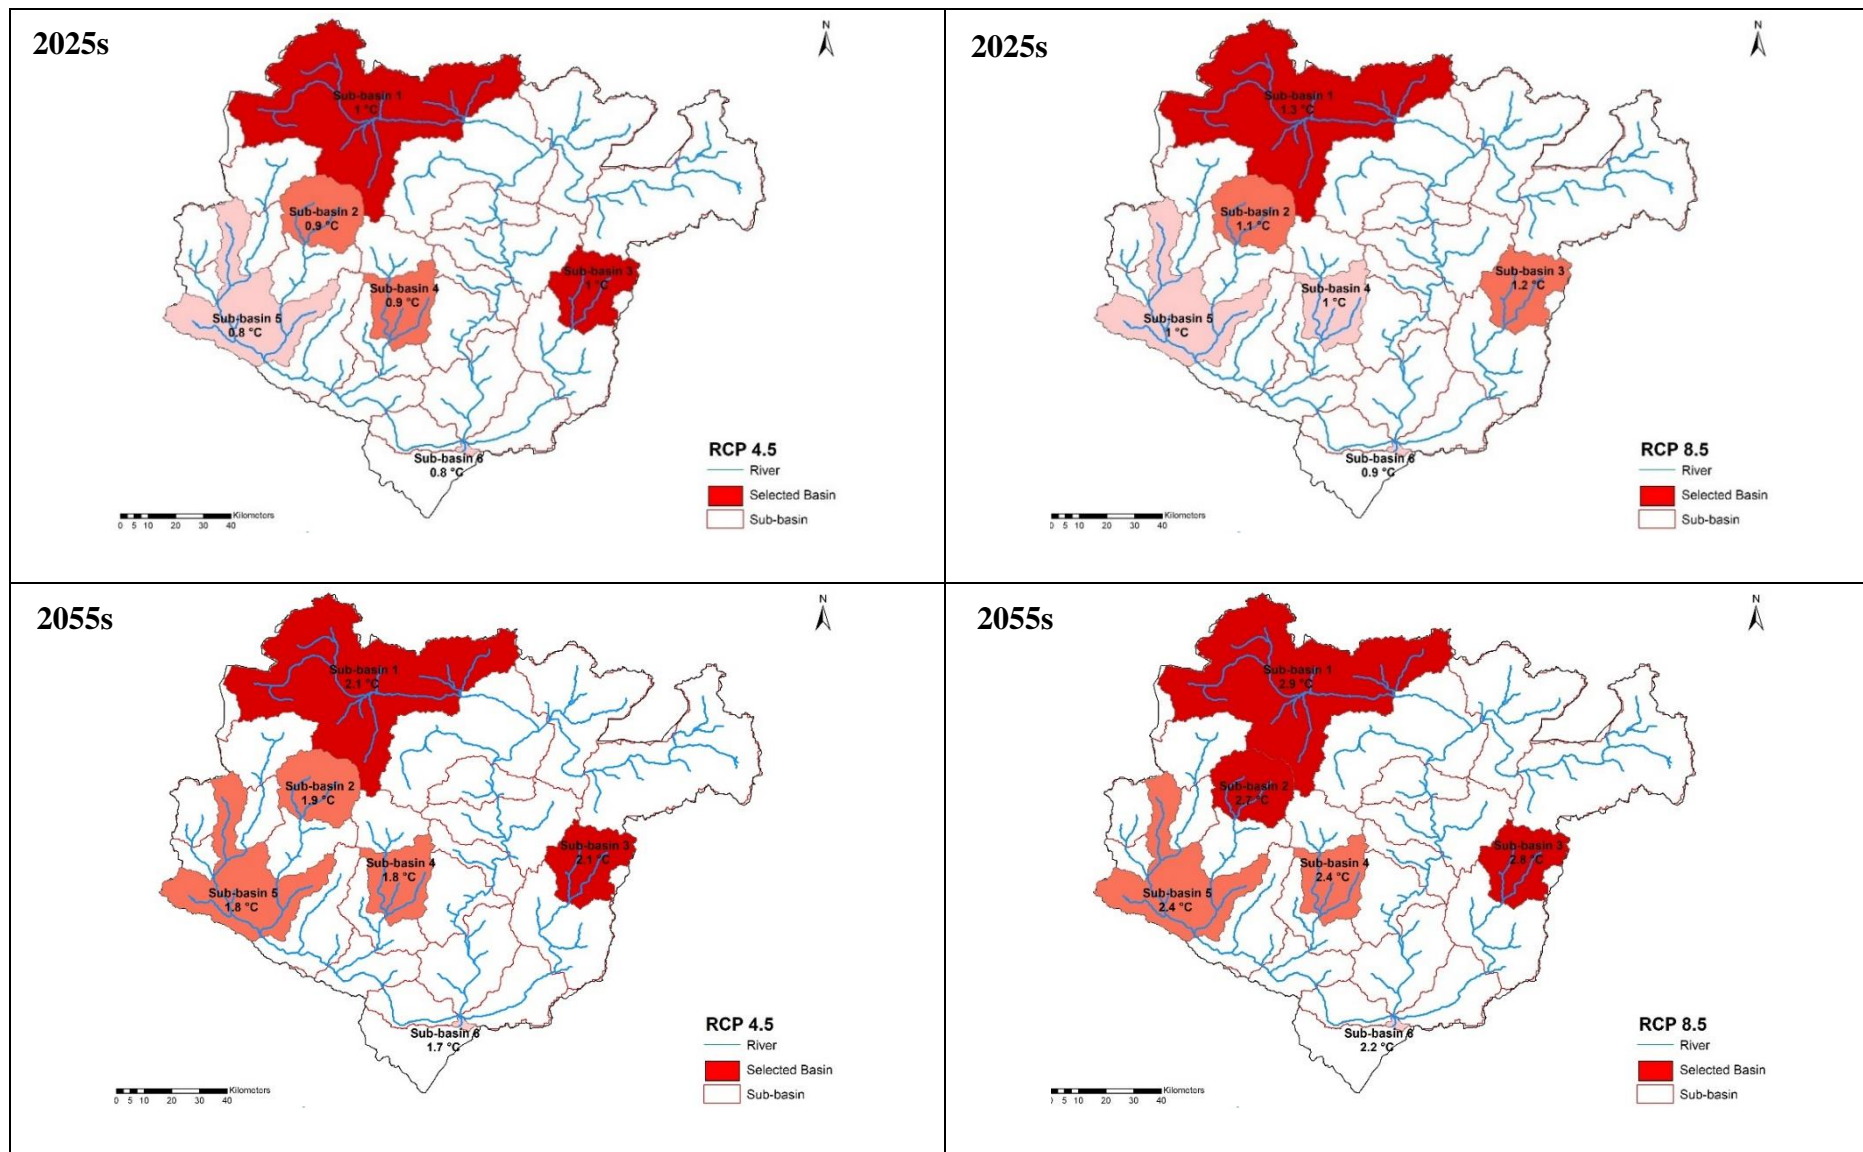 2025s
N
Sub-basin 1
1 °C
Sub-basin 2
0.9 °C
Sub-basin 3
1 °C
Sub-basin 4
0.9 °C
Sub-basin 5
0.8 °C
Sub-basin 6
0.8 °C
RCP 4.5
River
Selected Basin
Sub-basin
Kilometers
0 5 10 20 30 40
2025s
N
Sub-basin 1
1.3 °C
Sub-basin 2
1.1 °C
Sub-basin 3
1.2 °C
Sub-basin 4
1 °C
Sub-basin 5
1 °C
Sub-basin 6
0.9 °C
RCP 8.5
River
Selected Basin
Sub-basin
Kilometers
0 5 10 20 30 40
2055s
N
Sub-basin 1
2.1 °C
Sub-basin 2
1.9 °C
Sub-basin 3
2.1 °C
Sub-basin 4
1.8 °C
Sub-basin 5
1.8 °C
Sub-basin 6
1.7 °C
RCP 4.5
River
Selected Basin
Sub-basin
Kilometers
0 5 10 20 30 40
2055s
N
Sub-basin 1
2.9 °C
Sub-basin 2
2.7 °C
Sub-basin 3
2.8 °C
Sub-basin 4
2.4 °C
Sub-basin 5
2.4 °C
Sub-basin 6
2.2 °C
RCP 8.5
River
Selected Basin
Sub-basin
Kilometers
0 5 10 20 30 40